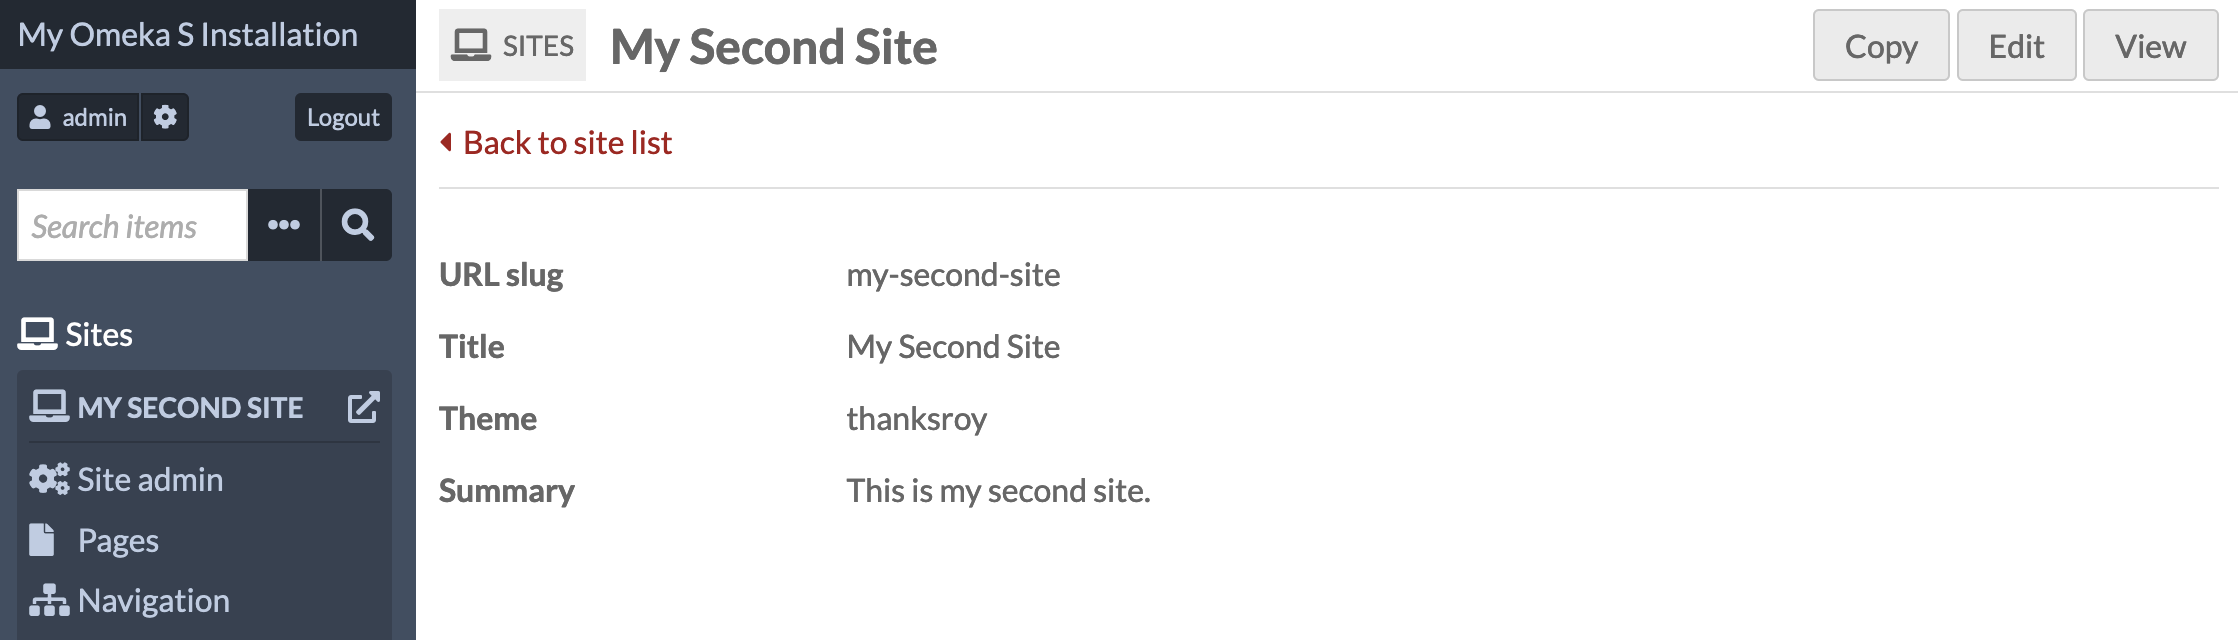 My Omeka S Installation
admin
Logout
Search items
Sites
MY SECOND SITE
Site admin
Pages
Navigation
SITES
My Second Site
Copy
Edit
View
Back to site list
URL slug
my-second-site
Title
My Second Site
Theme
thanksroy
Summary
This is my second site.